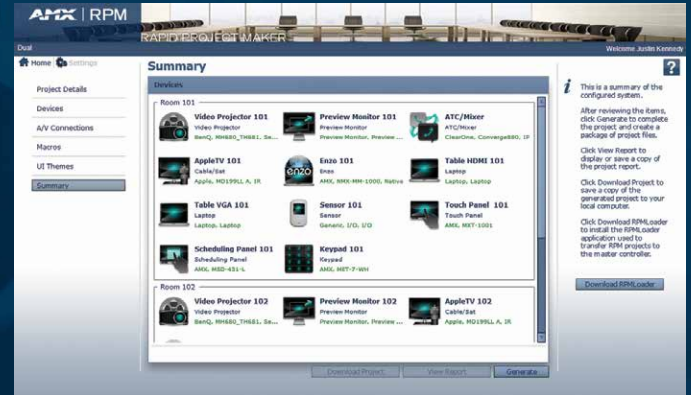 AMX | RPM
RAPID PROJECT MAKER
Dual
Welcome Justin Kennedy
Home
Settings
Project Details
Devices
A/V Connections
Macros
UI Themes
Summary
Summary
Devices
Room 101
Video Projector 101
Video Projector
BenQ, MH680_TH681, Se...
Preview Monitor 101
Preview Monitor
Preview Monitor, Preview ...
ATC/Mixer 101
ATC/Mixer
ClearOne, Converge880, IP
AppleTV 101
Cable/Sat
Apple, MD199LL A, IR
enzo
Enzo 101
Enzo
AMX, NMX-MM-1000, Native
Table HDMI 101
Laptop
Laptop, Laptop
Table VGA 101
Laptop
Laptop, Laptop
Sensor 101
Sensor
Generic, I/O, I/O
Touch Panel 101
Touch Panel
AMX, MXT-1001
Scheduling Panel 101
Scheduling Panel
AMX, MSD-431-L
Keypad 101
Keypad
AMX, MET-7-WH
Room 102
Video Projector 102
Video Projector
BenQ, MH680_TH681, Se...
Preview Monitor 102
Preview Monitor
Preview Monitor, Preview ...
AppleTV 102
Cable/Sat
Apple, MD199LL A, IR
Download Project
View Report
Generate
?
i
This is a summary of the
configured system.
After reviewing the items,
click Generate to complete
the project and create a
package of project files.
Click View Report to
display or save a copy of
the project report.
Click Download Project to
save a copy of the
generated project to your
local computer.
Click Download RPMLoader
to install the RPMLoader
application used to
transfer RPM projects to
the master controller.
Download RPMLoader